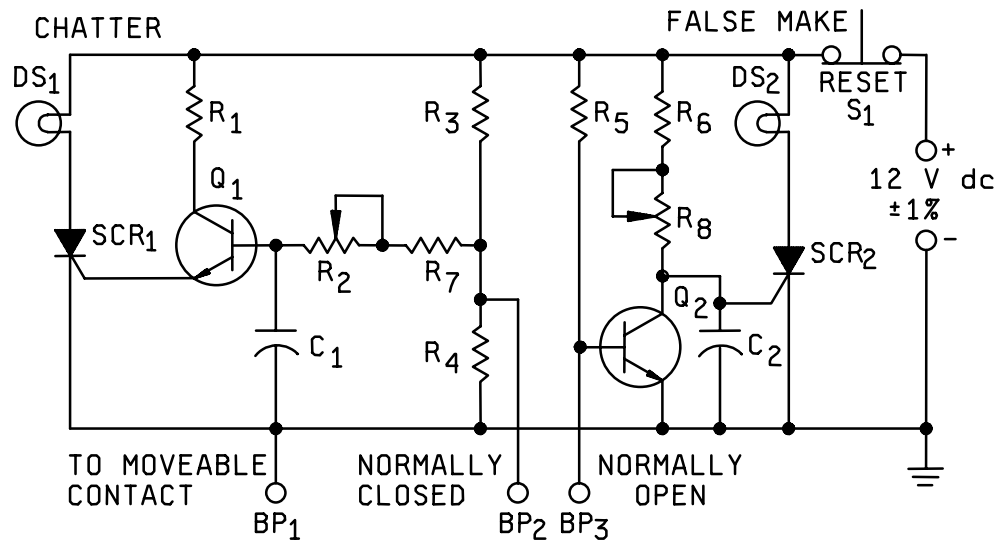 CHATTER
FALSE MAKE
DS1
R1
R3
R5
R6
DS2
RESET
S1
+
12 V dc
±1%
−
Q1
SCR1
R2
R7
R8
SCR2
Q2
C1
R4
C2
TO MOVEABLE
CONTACT
NORMALLY
CLOSED
NORMALLY
OPEN
BP1
BP2
BP3